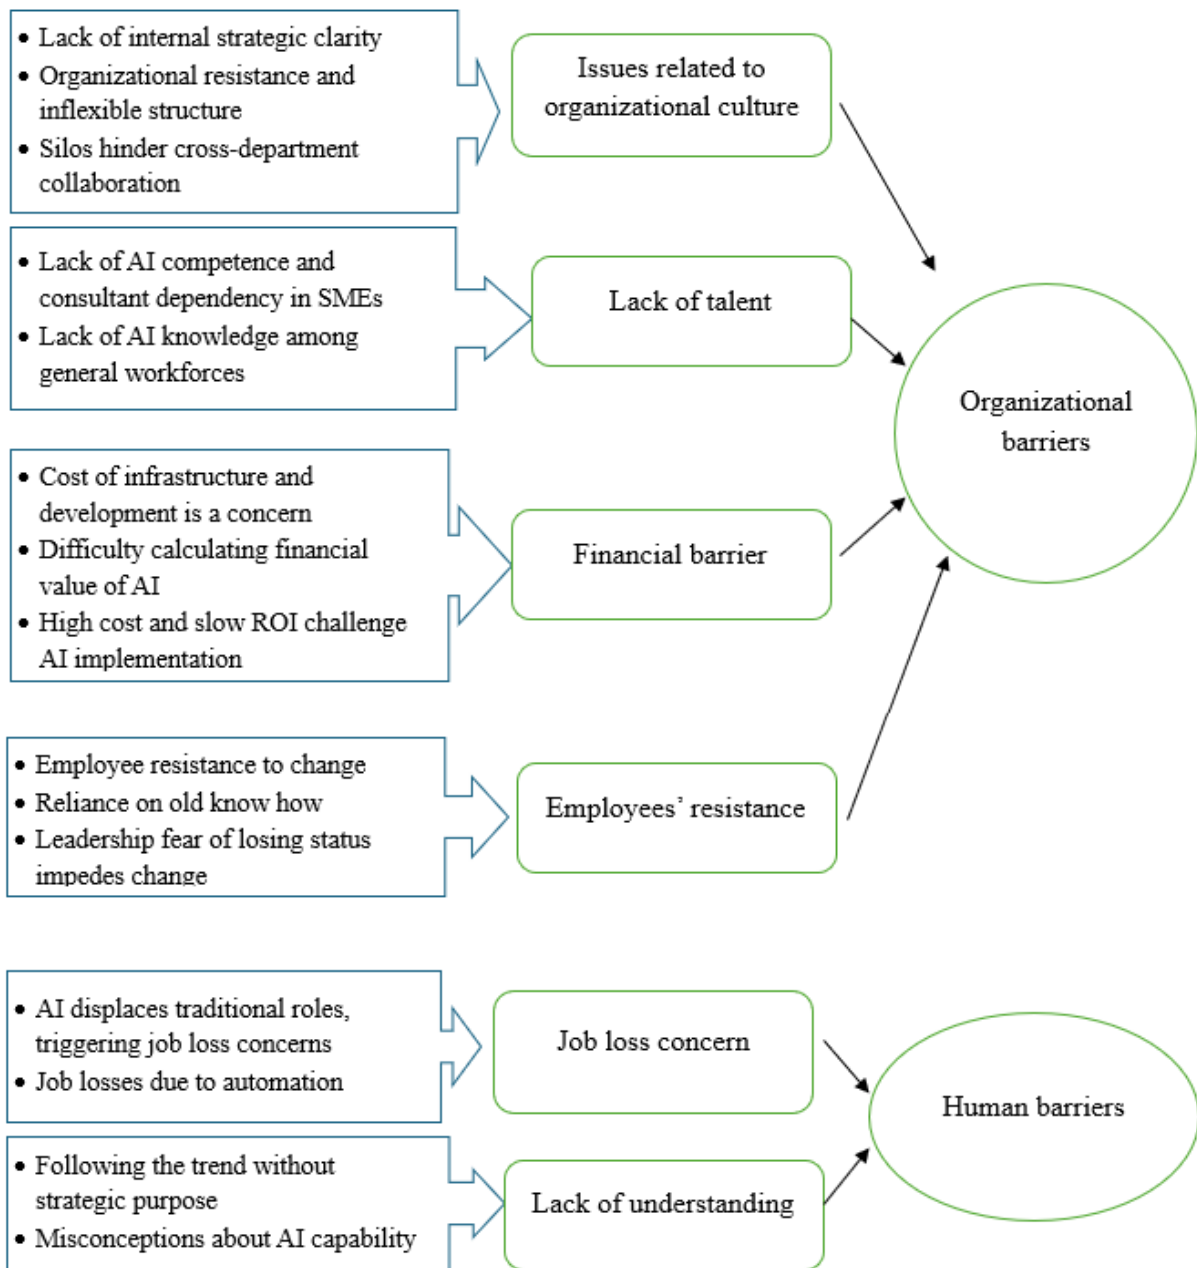 • Lack of internal strategic clarity
• Organizational resistance and
inflexible structure
• Silos hinder cross-department
collaboration
Issues related to
organizational culture
• Lack of AI competence and
consultant dependency in SMEs
• Lack of AI knowledge among
general workforces
Lack of talent
Organizational
barriers
• Cost of infrastructure and
development is a concern
• Difficulty calculating financial
value of AI
• High cost and slow ROI challenge
AI implementation
Financial barrier
• Employee resistance to change
• Reliance on old know how
• Leadership fear of losing status
impedes change
Employees’ resistance
• AI displaces traditional roles,
triggering job loss concerns
• Job losses due to automation
Job loss concern
Human barriers
• Following the trend without
strategic purpose
• Misconceptions about AI capability
Lack of understanding